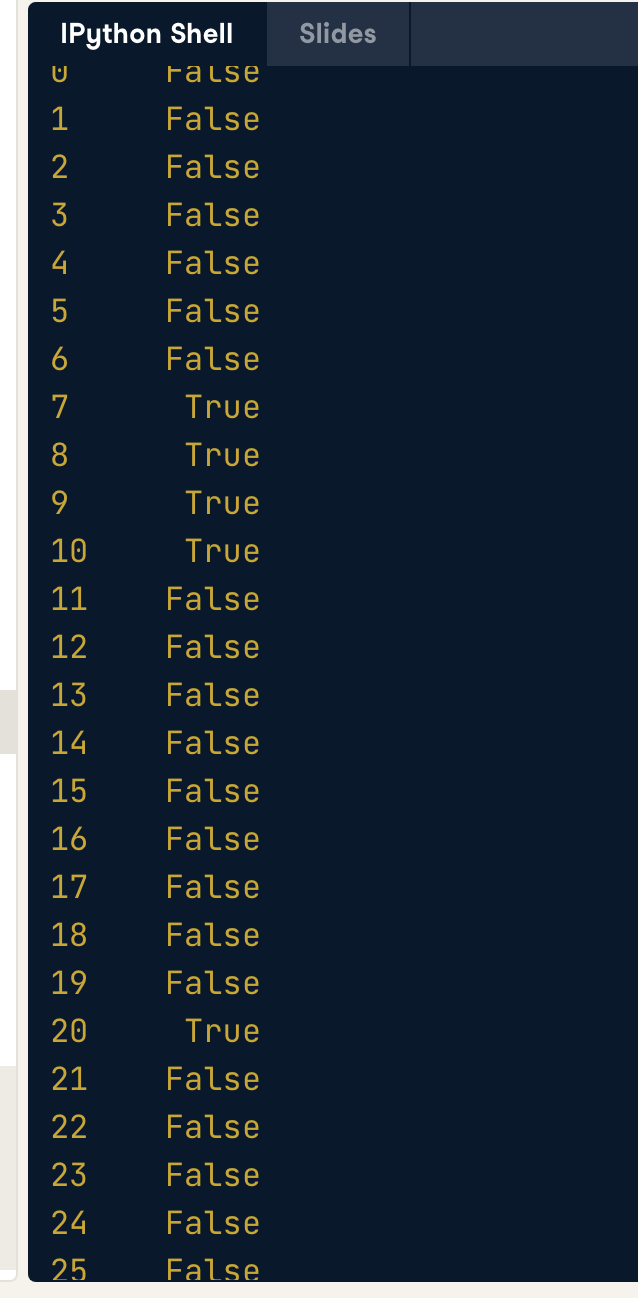 IPython Shell Slides
0 False
1 False
2 False
3 False
4 False
5 False
6 False
7 True
8 True
9 True
10 True
11 False
12 False
13 False
14 False
15 False
16 False
17 False
18 False
19 False
20 True
21 False
22 False
23 False
24 False
25 False